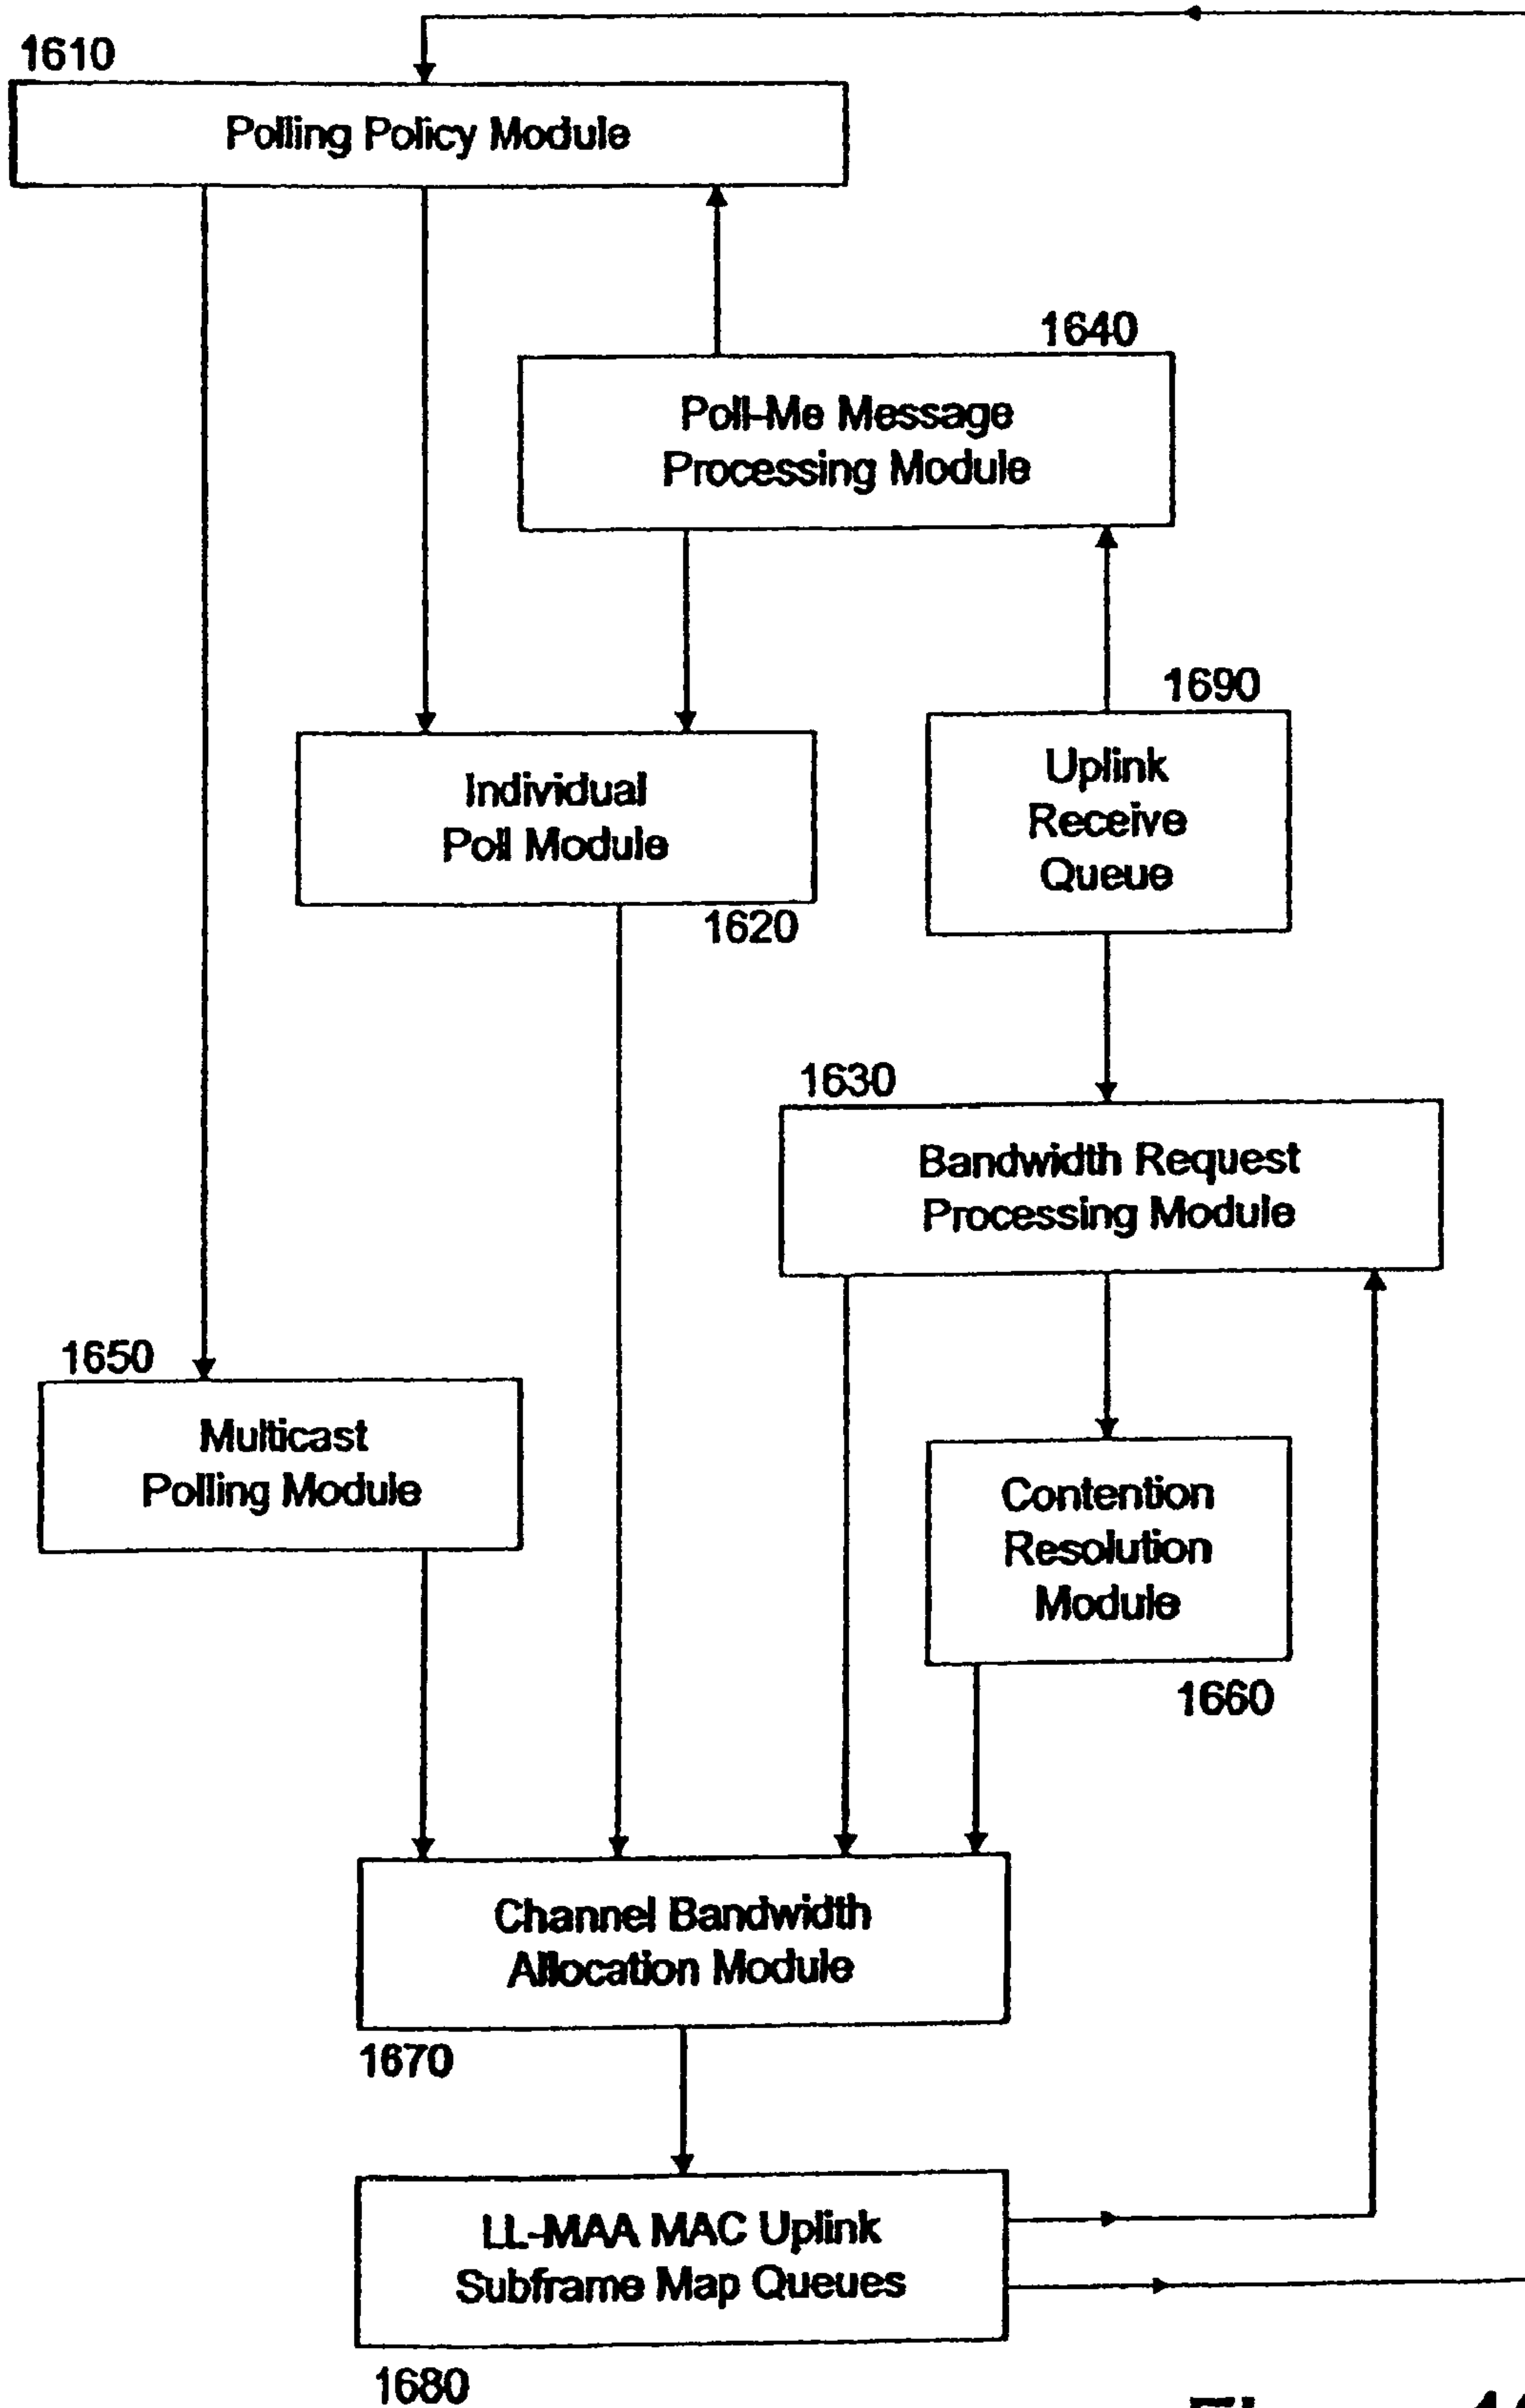 1610
Polling Policy Module
1640
Poll-Me Message
Processing Module
1690
Uplink
Receive
Queue
Individual
Poll Module
1620
1630
Bandwidth Request
Processing Module
1650
Multicast
Polling Module
Contention
Resolution
Module
1660
Channel Bandwidth
Allocation Module
1670
LL-MAA MAC Uplink
Subframe Map Queues
1680